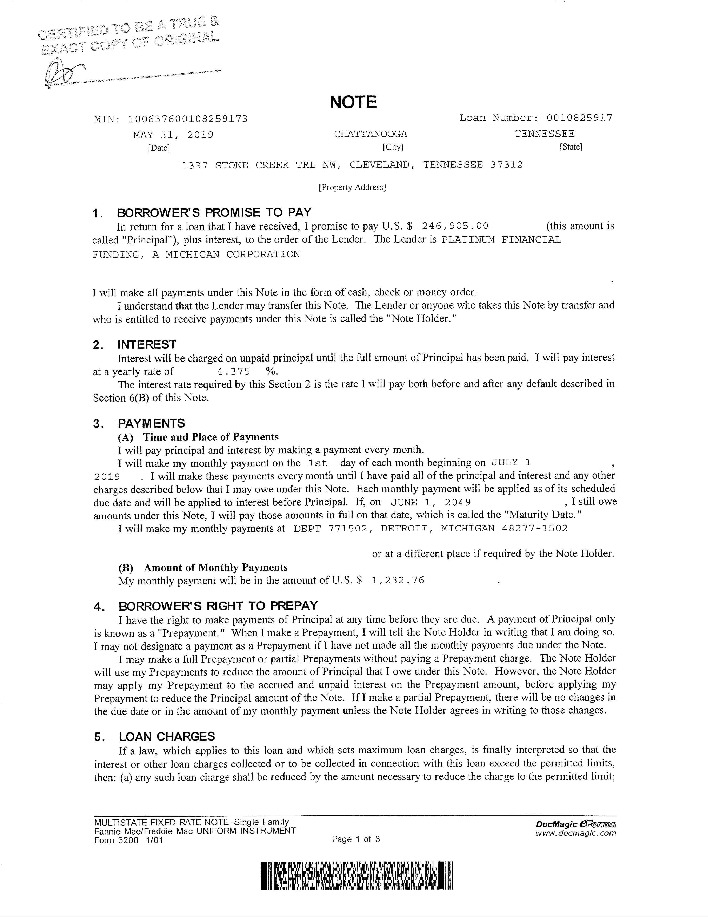 CERTIFIED TO BE A TRUE &
EXACT COPY OF ORIGINAL
NOTE
MIN: 100637600108259173 Loan Number: 0010825917
MAY 31, 2019 CHATTANOOGA TENNESSEE
[Date] [City] [State]
1327 STONE CREEK TRL NW, CLEVELAND, TENNESSEE 37312
[Property Address]
1. BORROWER'S PROMISE TO PAY
In return for a loan that I have received, I promise to pay U.S. $ 246,905.00 (this amount is
called "Principal"), plus interest, to the order of the Lender. The Lender is PLATINUM FINANCIAL
FUNDING, A MICHIGAN CORPORATION
.
I will make all payments under this Note in the form of cash, check or money order.
I understand that the Lender may transfer this Note. The Lender or anyone who takes this Note by transfer and
who is entitled to receive payments under this Note is called the "Note Holder."
2. INTEREST
Interest will be charged on unpaid principal until the full amount of Principal has been paid. I will pay interest
at a yearly rate of 4.375 %.
The interest rate required by this Section 2 is the rate I will pay both before and after any default described in
Section 6(B) of this Note.
3. PAYMENTS
(A) Time and Place of Payments
I will pay principal and interest by making a payment every month.
I will make my monthly payment on the 1st day of each month beginning on JULY 1 ,
2019 . I will make these payments every month until I have paid all of the principal and interest and any other
charges described below that I may owe under this Note. Each monthly payment will be applied as of its scheduled
due date and will be applied to interest before Principal. If, on JUNE 1, 2049 , I still owe
amounts under this Note, I will pay those amounts in full on that date, which is called the "Maturity Date."
I will make my monthly payments at DEPT 771502, DETROIT, MICHIGAN 48277-1502
or at a different place if required by the Note Holder.
(B) Amount of Monthly Payments
My monthly payment will be in the amount of U.S. $ 1,232.76 .
4. BORROWER'S RIGHT TO PREPAY
I have the right to make payments of Principal at any time before they are due. A payment of Principal only
is known as a "Prepayment." When I make a Prepayment, I will tell the Note Holder in writing that I am doing so.
I may not designate a payment as a Prepayment if I have not made all the monthly payments due under the Note.
I may make a full Prepayment or partial Prepayments without paying a Prepayment charge. The Note Holder
will use my Prepayments to reduce the amount of Principal that I owe under this Note. However, the Note Holder
may apply my Prepayment to the accrued and unpaid interest on the Prepayment amount, before applying my
Prepayment to reduce the Principal amount of the Note. If I make a partial Prepayment, there will be no changes in
the due date or in the amount of my monthly payment unless the Note Holder agrees in writing to those changes.
5. LOAN CHARGES
If a law, which applies to this loan and which sets maximum loan charges, is finally interpreted so that the
interest or other loan charges collected or to be collected in connection with this loan exceed the permitted limits,
then: (a) any such loan charge shall be reduced by the amount necessary to reduce the charge to the permitted limit;
MULTISTATE FIXED RATE NOTE Single Family
Fannie Mae/Freddie Mac UNIFORM INSTRUMENT
Form 3200 1/01
Page 1 of 3
DocMagic eForms
www.docmagic.com